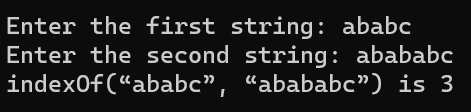 Enter the first string: ababc
Enter the second string: abababc
indexOf(“ababc”, “abababc”) is 3